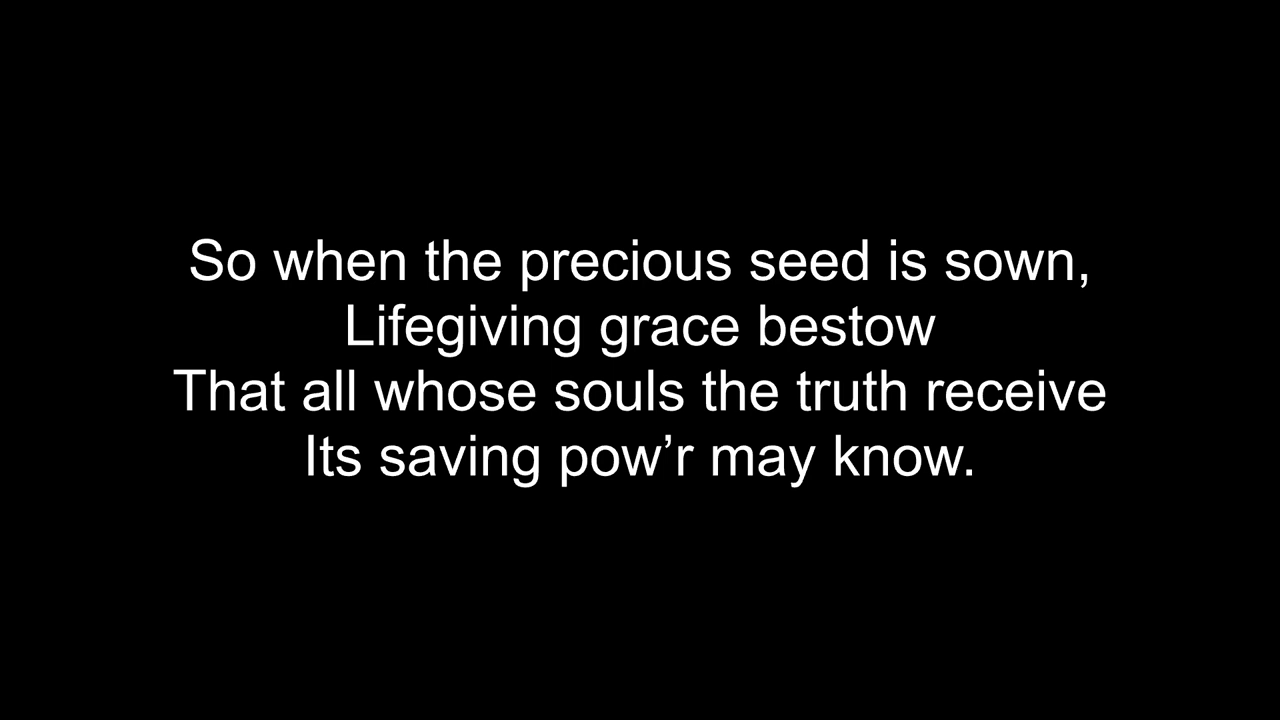 So when the precious seed is sown,
Lifegiving grace bestow
That all whose souls the truth receive
Its saving pow’r may know.